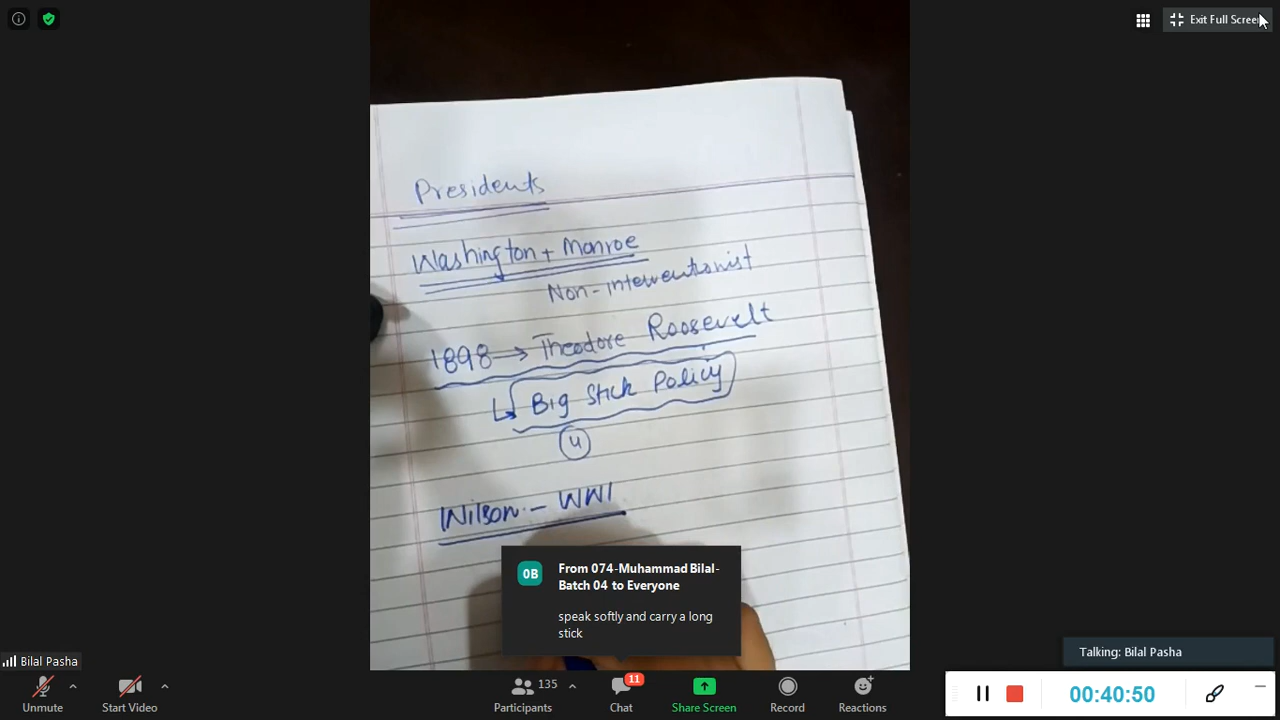 Exit Full Screen
Presidents
Washington + Monroe
Non-interventionist
1898 → Theodore Roosevelt
Big Stick Policy
4
Wilson :- WW1
0B
From 074-Muhammad Bilal-
Batch 04 to Everyone
speak softly and carry a long
stick
Bilal Pasha
Talking: Bilal Pasha
Unmute
Start Video
135
Participants
11
Chat
Share Screen
Record
Reactions
00:40:50